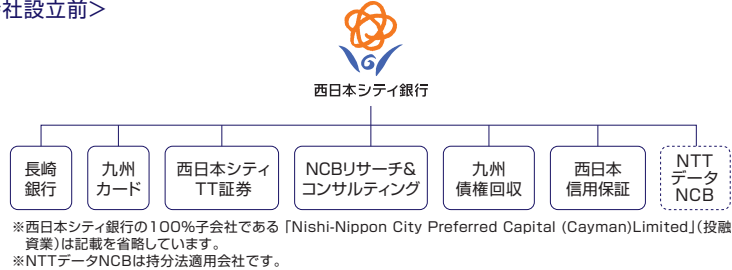 社設立前＞
西日本シティ銀行
長崎
銀行
九州
カード
西日本シティ
TT証券
NCBリサーチ&
コンサルティング
九州
債権回収
西日本
信用保証
NTT
データ
NCB
※西日本シティ銀行の100%子会社である「Nishi-Nippon City Preferred Capital (Cayman)Limited」（投融
資業）は記載を省略しています。
※NTTデータNCBは持分法適用会社です。